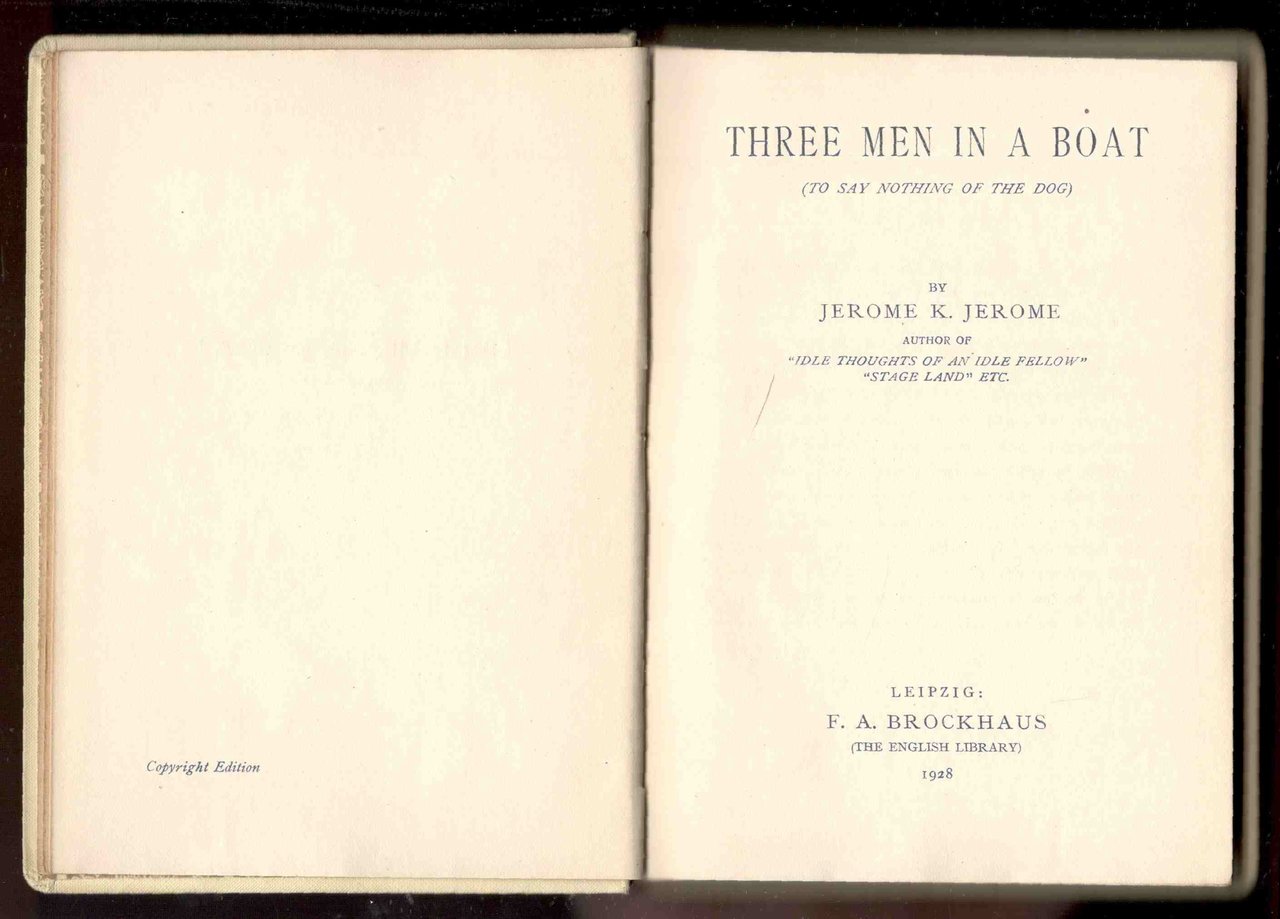 Copyright Edition
THREE MEN IN A BOAT
(TO SAY NOTHING OF THE DOG)
BY
JEROME K. JEROME
AUTHOR OF
“IDLE THOUGHTS OF AN IDLE FELLOW”
“STAGE LAND” ETC.
LEIPZIG:
F. A. BROCKHAUS
(THE ENGLISH LIBRARY)
1928